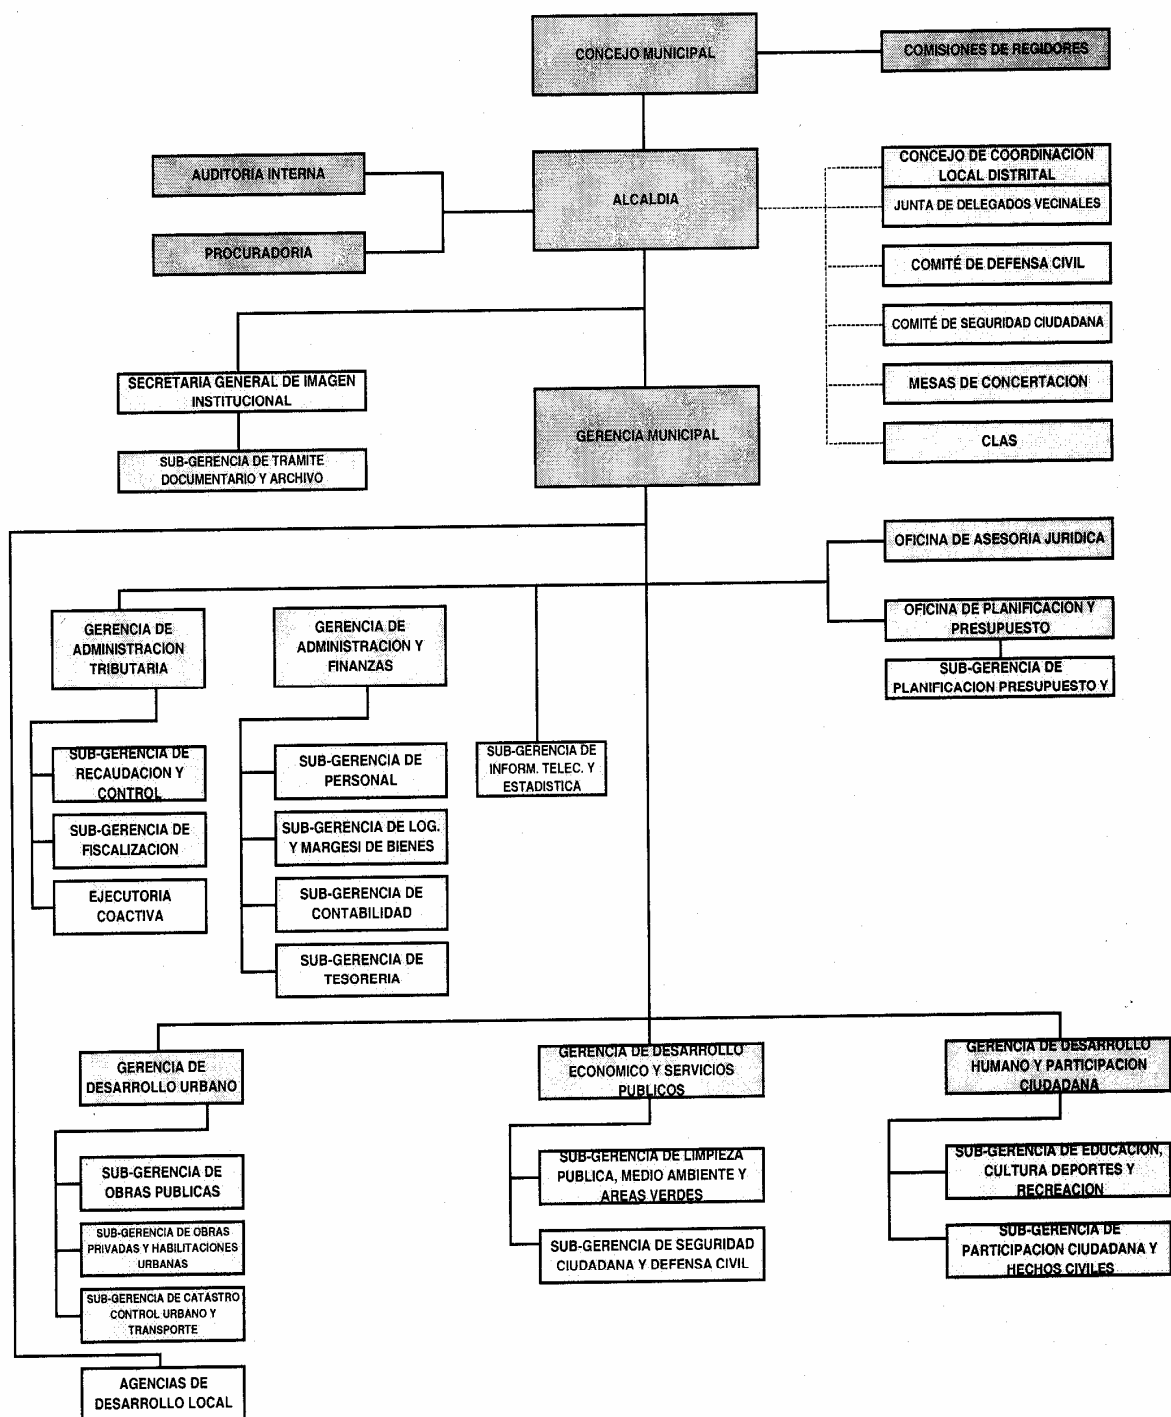 CONCEJO MUNICIPAL
COMISIONES DE REGIDORES
AUDITORIA INTERNA
PROCURADORIA
ALCALDIA
CONCEJO DE COORDINACION
LOCAL DISTRITAL
JUNTA DE DELEGADOS VECINALES
COMITÉ DE DEFENSA CIVIL
COMITÉ DE SEGURIDAD CIUDADANA
MESAS DE CONCERTACION
CLAS
SECRETARIA GENERAL DE IMAGEN
INSTITUCIONAL
SUB-GERENCIA DE TRAMITE
DOCUMENTARIO Y ARCHIVO
GERENCIA MUNICIPAL
OFICINA DE ASESORIA JURIDICA
OFICINA DE PLANIFICACION Y
PRESUPUESTO
SUB-GERENCIA DE
PLANIFICACION PRESUPUESTO Y
GERENCIA DE
ADMINISTRACION
TRIBUTARIA
GERENCIA DE
ADMINISTRACION Y
FINANZAS
SUB-GERENCIA DE
RECAUDACION Y
CONTROL
SUB-GERENCIA DE
FISCALIZACION
EJECUTORIA
COACTIVA
SUB-GERENCIA DE
PERSONAL
SUB-GERENCIA DE LOG.
Y MARGESI DE BIENES
SUB-GERENCIA DE
CONTABILIDAD
SUB-GERENCIA DE
TESORERIA
SUB-GERENCIA DE
INFORM. TELEC. Y
ESTADISTICA
GERENCIA DE
DESARROLLO URBANO
GERENCIA DE DESARROLLO
ECONOMICO Y SERVICIOS
PUBLICOS
GERENCIA DE DESARROLLO
HUMANO Y PARTICIPACION
CIUDADANA
SUB-GERENCIA DE
OBRAS PUBLICAS
SUB-GERENCIA DE OBRAS
PRIVADAS Y HABILITACIONES
URBANAS
SUB-GERENCIA DE CATASTRO
CONTROL URBANO Y
TRANSPORTE
SUB-GERENCIA DE LIMPIEZA
PUBLICA, MEDIO AMBIENTE Y
AREAS VERDES
SUB-GERENCIA DE SEGURIDAD
CIUDADANA Y DEFENSA CIVIL
SUB-GERENCIA DE EDUCACION,
CULTURA DEPORTES Y
RECREACION
SUB-GERENCIA DE
PARTICIPACION CIUDADANA Y
HECHOS CIVILES
AGENCIAS DE
DESARROLLO LOCAL